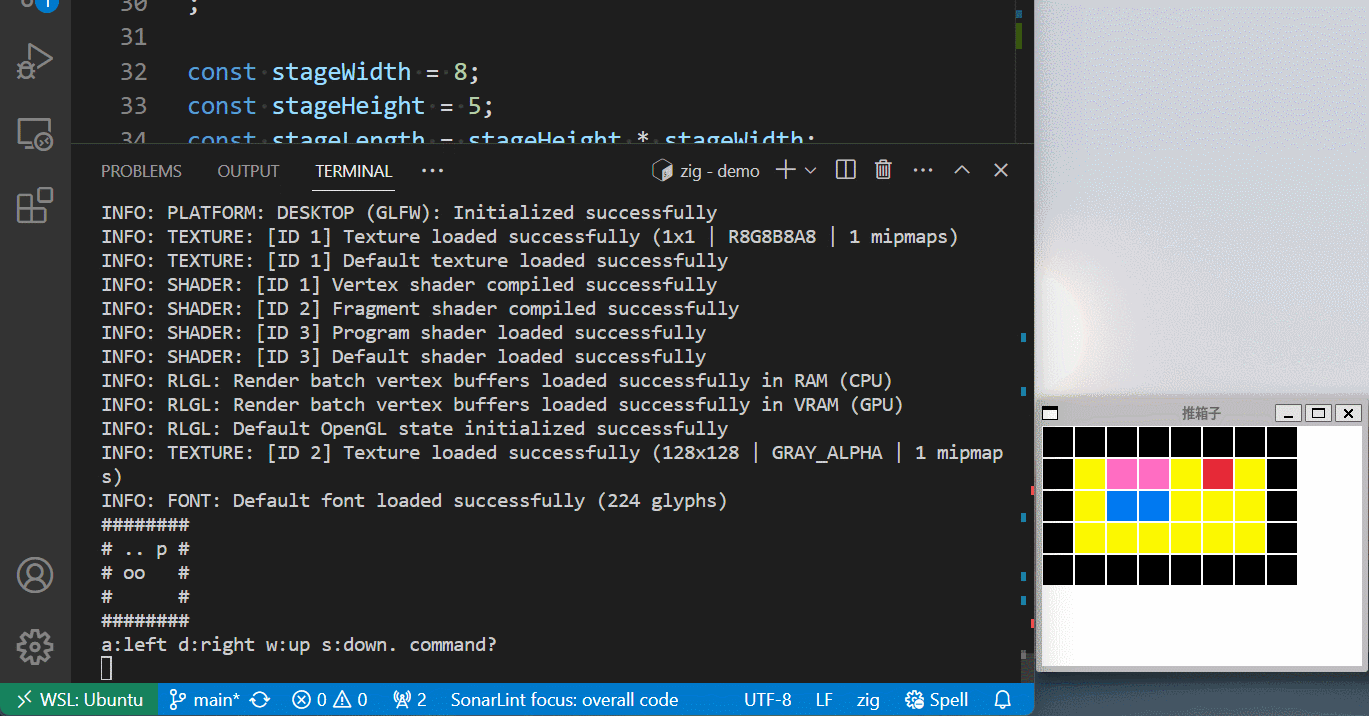 1
30 ;
31
32 const stageWidth = 8;
33 const stageHeight = 5;
34 const stageLength = stageHeight * stageWidth;
PROBLEMS OUTPUT TERMINAL ··· zig - demo
INFO: PLATFORM: DESKTOP (GLFW): Initialized successfully
INFO: TEXTURE: [ID 1] Texture loaded successfully (1x1 | R8G8B8A8 | 1 mipmaps)
INFO: TEXTURE: [ID 1] Default texture loaded successfully
INFO: SHADER: [ID 1] Vertex shader compiled successfully
INFO: SHADER: [ID 2] Fragment shader compiled successfully
INFO: SHADER: [ID 3] Program shader loaded successfully
INFO: SHADER: [ID 3] Default shader loaded successfully
INFO: RLGL: Render batch vertex buffers loaded successfully in RAM (CPU)
INFO: RLGL: Render batch vertex buffers loaded successfully in VRAM (GPU)
INFO: RLGL: Default OpenGL state initialized successfully
INFO: TEXTURE: [ID 2] Texture loaded successfully (128x128 | GRAY_ALPHA | 1 mipmap
s)
INFO: FONT: Default font loaded successfully (224 glyphs)
########
# .. p #
# oo   #
#      #
########
a:left d:right w:up s:down. command?
推箱子
WSL: Ubuntu main* 0 0 2 SonarLint focus: overall code UTF-8 LF zig Spell